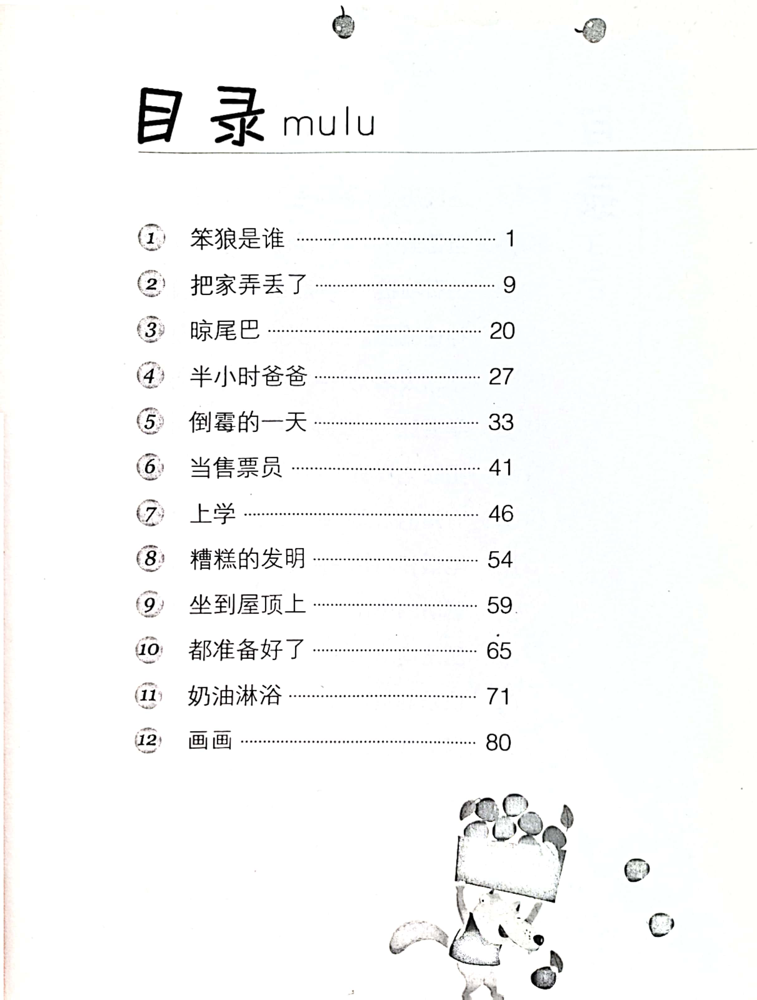 目录 mulu
1 笨狼是谁 ........................................ 1
2 把家弄丢了 ........................................ 9
3 晾尾巴 ........................................ 20
4 半小时爸爸 ........................................ 27
5 倒霉的一天 ........................................ 33
6 当售票员 ........................................ 41
7 上学 ........................................ 46
8 糟糕的发明 ........................................ 54
9 坐到屋顶上 ........................................ 59
10 都准备好了 ........................................ 65
11 奶油淋浴 ........................................ 71
12 画画 ........................................ 80